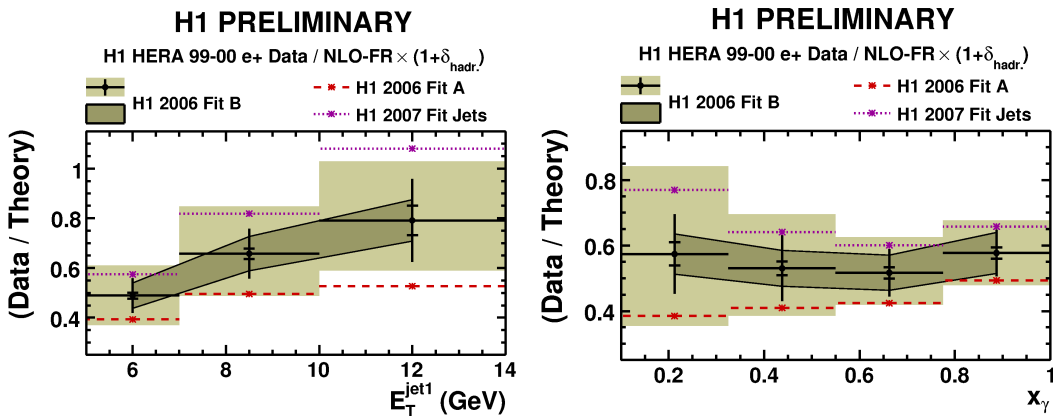 H1 PRELIMINARY
H1 HERA 99-00 e+ Data / NLO-FR × (1+δhadr.)
H1 2006 Fit B
H1 2006 Fit A
H1 2007 Fit Jets
(Data / Theory)
1
0.8
0.6
0.4
6 8 10 12 14
E_T^jet1 (GeV)
H1 PRELIMINARY
H1 HERA 99-00 e+ Data / NLO-FR × (1+δhadr.)
H1 2006 Fit B
H1 2006 Fit A
H1 2007 Fit Jets
(Data / Theory)
0.8
0.6
0.4
0.2 0.4 0.6 0.8 1
xγ